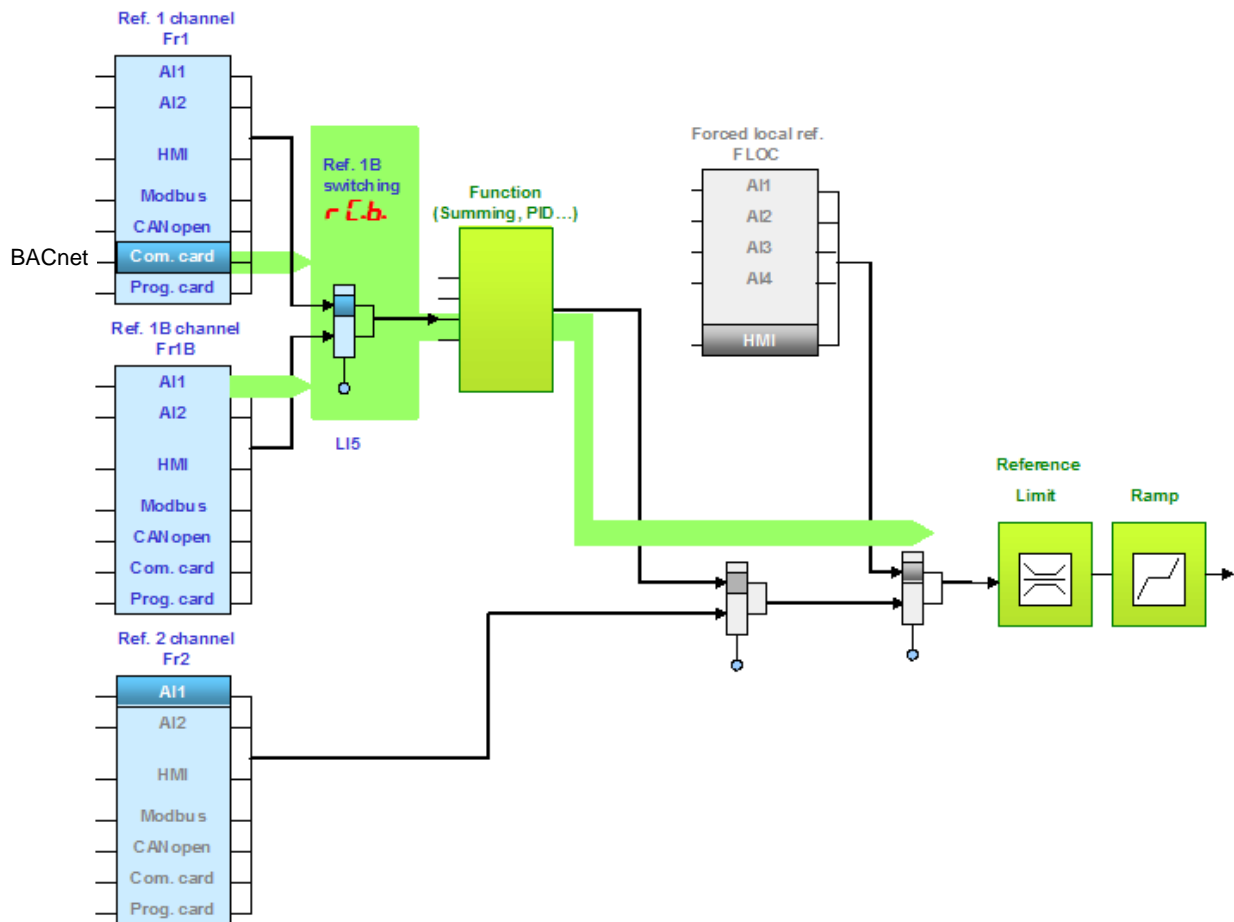 Ref. 1 channel
Fr1
AI1
AI2
HMI
Modbus
CANopen
BACnet
Com. card
Prog. card
Ref. 1B channel
Fr1B
AI1
AI2
HMI
Modbus
CANopen
Com. card
Prog. card
Ref. 2 channel
Fr2
AI1
AI2
HMI
Modbus
CANopen
Com. card
Prog. card
Ref. 1B
switching
rC.b.
LI5
Function
(Summing, PID...)
Forced local ref.
FLOC
AI1
AI2
AI3
AI4
HMI
Reference
Limit
Ramp